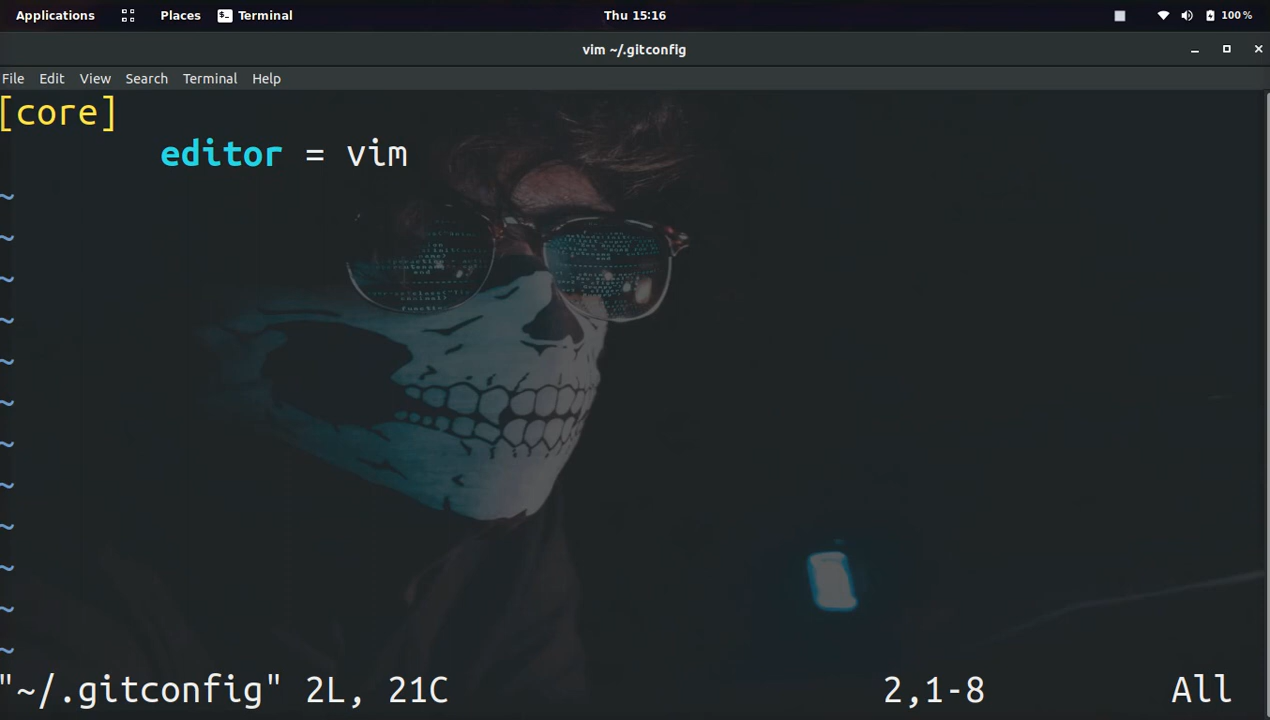 Applications Places Terminal Thu 15:16 100 %
vim ~/.gitconfig
File Edit View Search Terminal Help
[core]
editor = vim
~
~
~
~
~
~
~
~
~
~
~
~
"~/.gitconfig" 2L, 21C 2,1-8 All